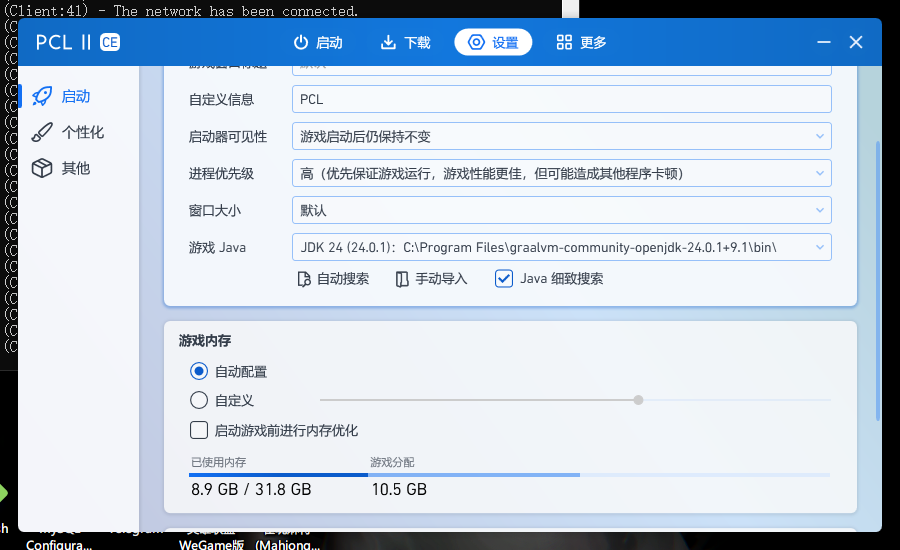 (Client:41) - The network has been connected.
PCL II CE
启动
下载
设置
更多
启动
个性化
其他
自定义信息
PCL
启动器可见性
游戏启动后仍保持不变
进程优先级
高（优先保证游戏运行，游戏性能更佳，但可能造成其他程序卡顿）
窗口大小
默认
游戏 Java
JDK 24 (24.0.1)：C:\Program Files\graalvm-community-openjdk-24.0.1+9.1\bin\
自动搜索
手动导入
Java 细致搜索
游戏内存
自动配置
自定义
启动游戏前进行内存优化
已使用内存
游戏分配
8.9 GB / 31.8 GB
10.5 GB
Configura...
WeGame版
(Mahjong...